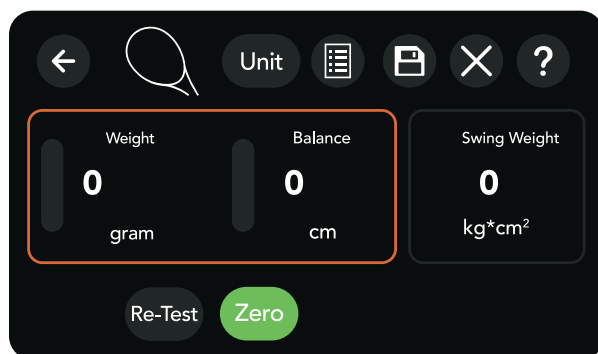 Unit
?
Weight
0
gram
Balance
0
cm
Swing Weight
0
kg*cm²
Re-Test
Zero